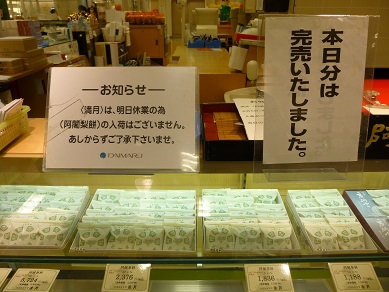 ―お知らせ―
〈満月〉は、明日休業の為
〈阿闍梨餅〉の入荷はございません。
あしからずご了承下さいませ。
DAIMARU
本日分は
完売いたしました。